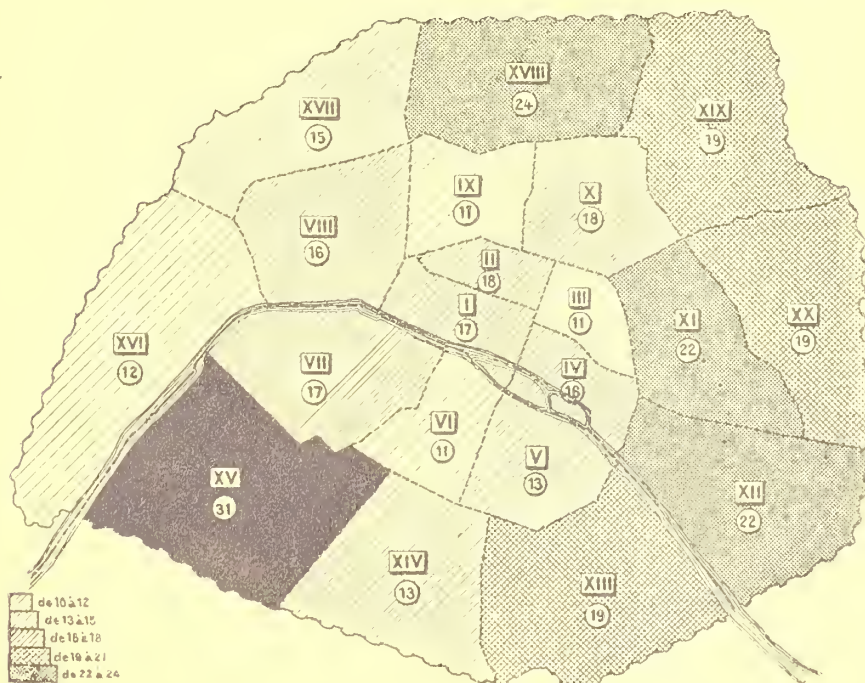 XVIII
24
XVII
15
XIX
19
IX
11
X
18
VIII
16
II
18
I
17
III
11
XI
22
XX
19
XVI
12
VII
17
IV
16
VI
11
V
13
XV
31
XII
22
XIV
13
XIII
19
de 10 à 12
de 13 à 15
de 16 à 18
de 19 à 21
de 22 à 24